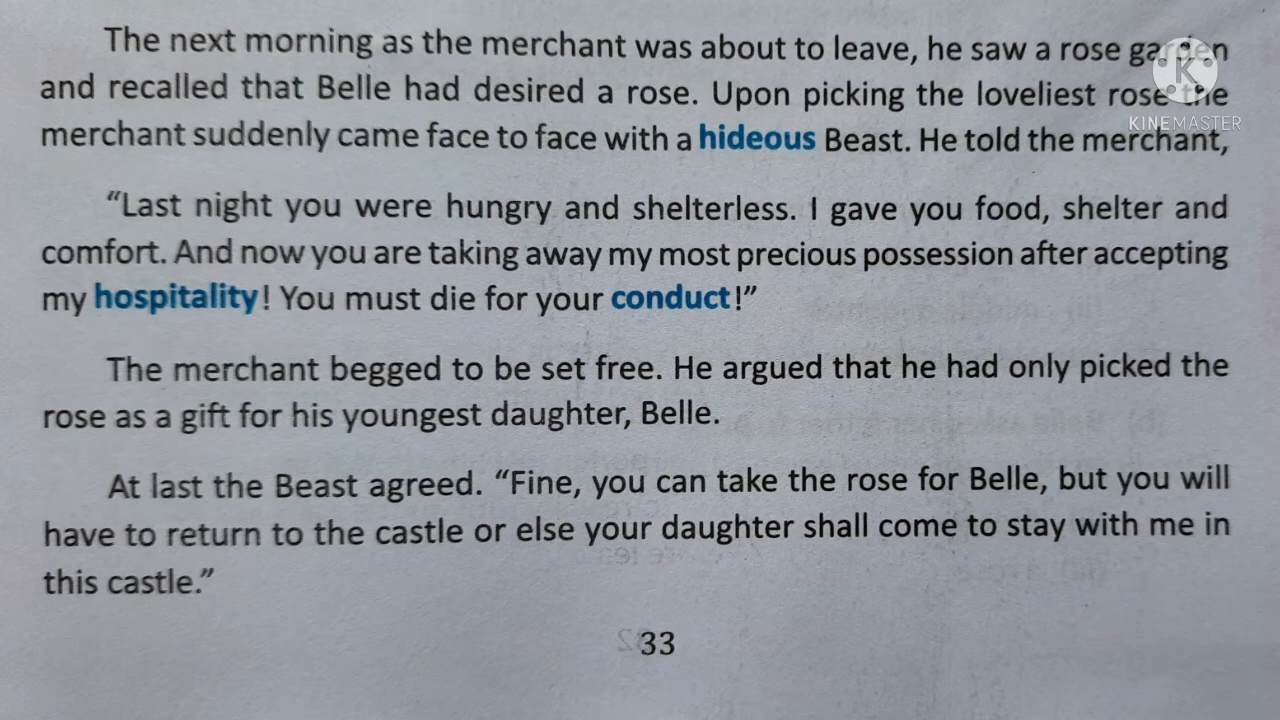 The next morning as the merchant was about to leave, he saw a rose garden
and recalled that Belle had desired a rose. Upon picking the loveliest rose the
merchant suddenly came face to face with a hideous Beast. He told the merchant,
“Last night you were hungry and shelterless. I gave you food, shelter and
comfort. And now you are taking away my most precious possession after accepting
my hospitality! You must die for your conduct!”
The merchant begged to be set free. He argued that he had only picked the
rose as a gift for his youngest daughter, Belle.
At last the Beast agreed. “Fine, you can take the rose for Belle, but you will
have to return to the castle or else your daughter shall come to stay with me in
this castle.”
33
K
KINEMASTER